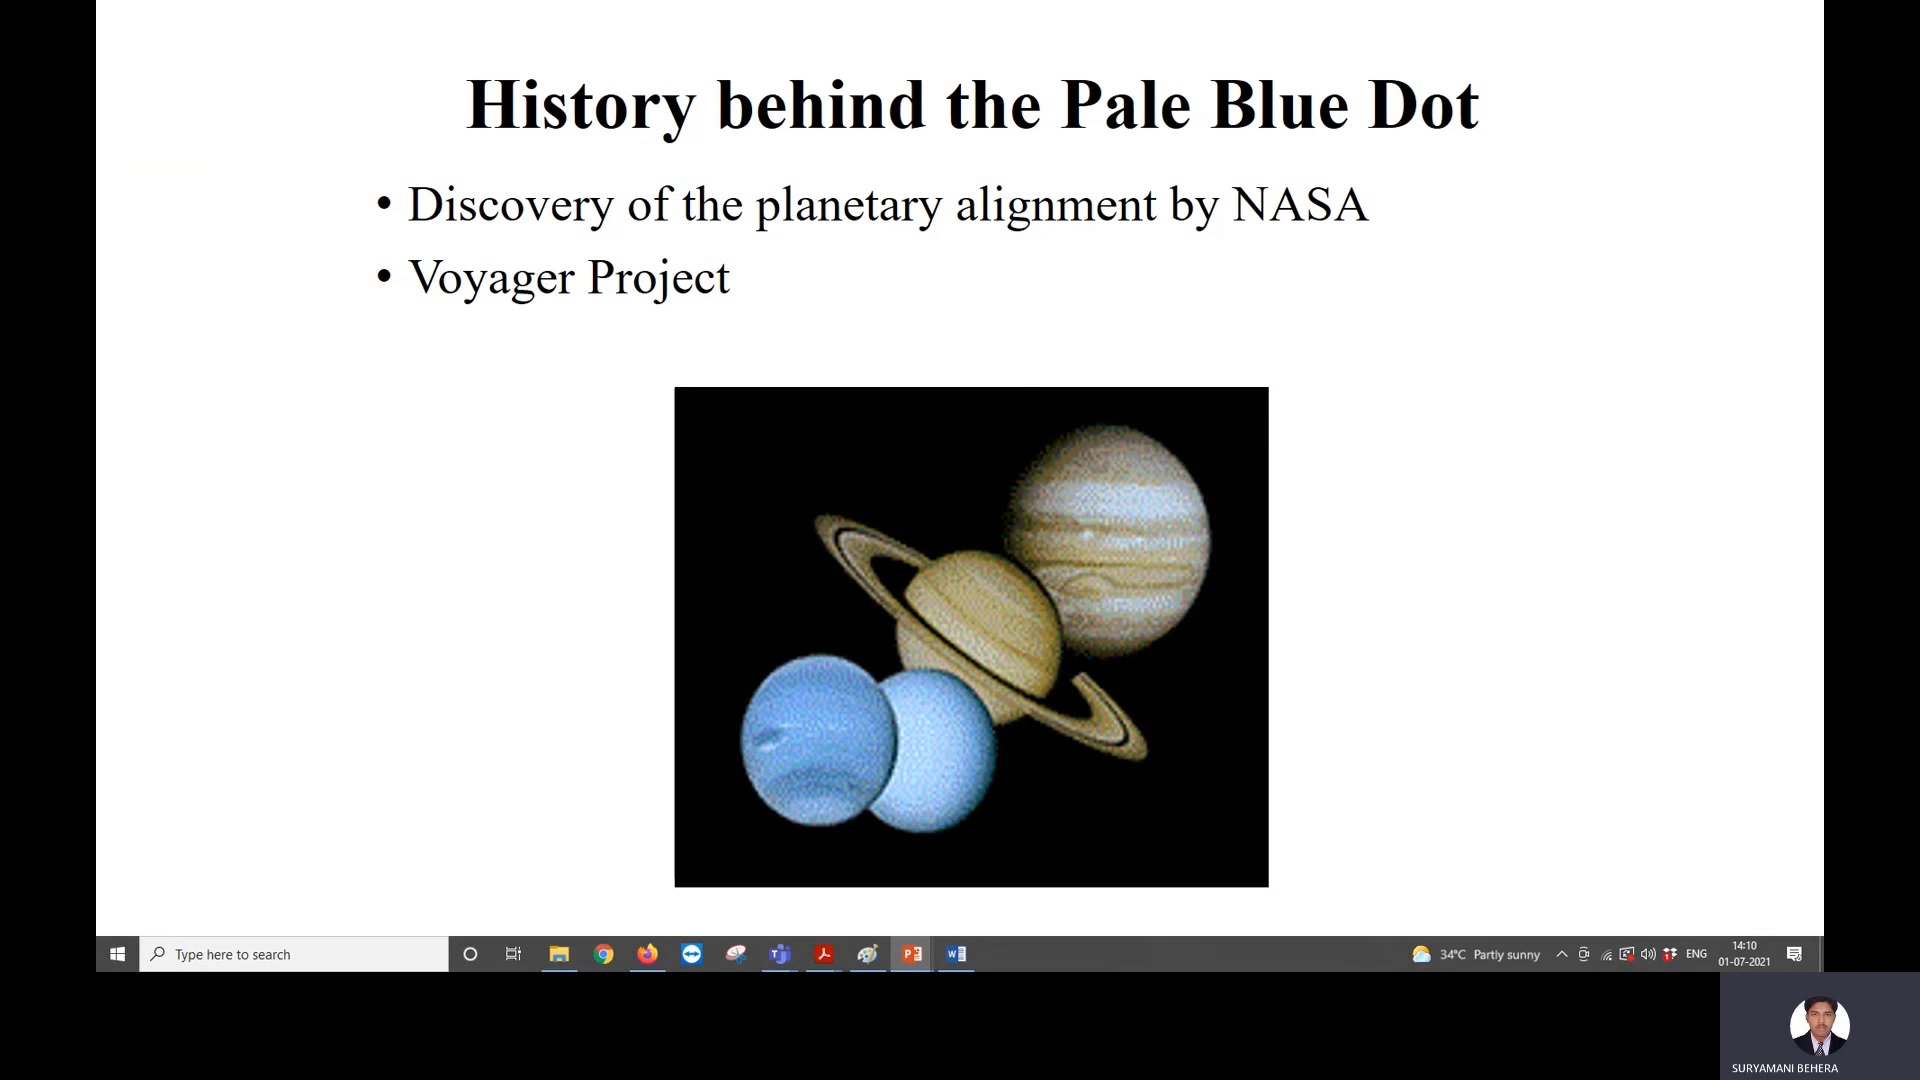 History behind the Pale Blue Dot
• Discovery of the planetary alignment by NASA
• Voyager Project
Type here to search
34°C Partly sunny
ENG
14:10
01-07-2021
SURYAMANI BEHERA